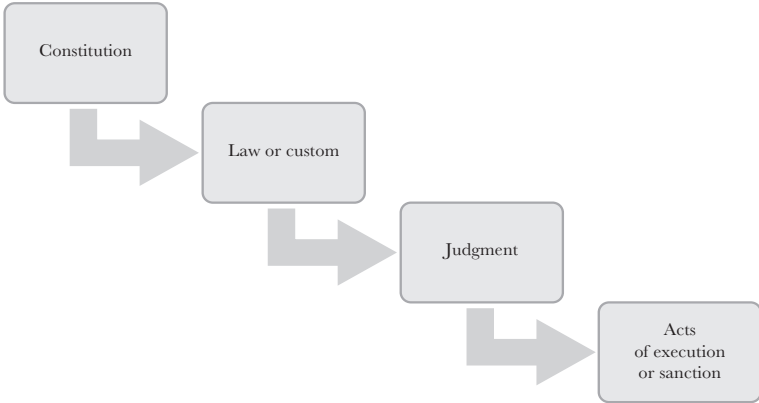 Constitution
Law or custom
Judgment
Acts
of execution
or sanction